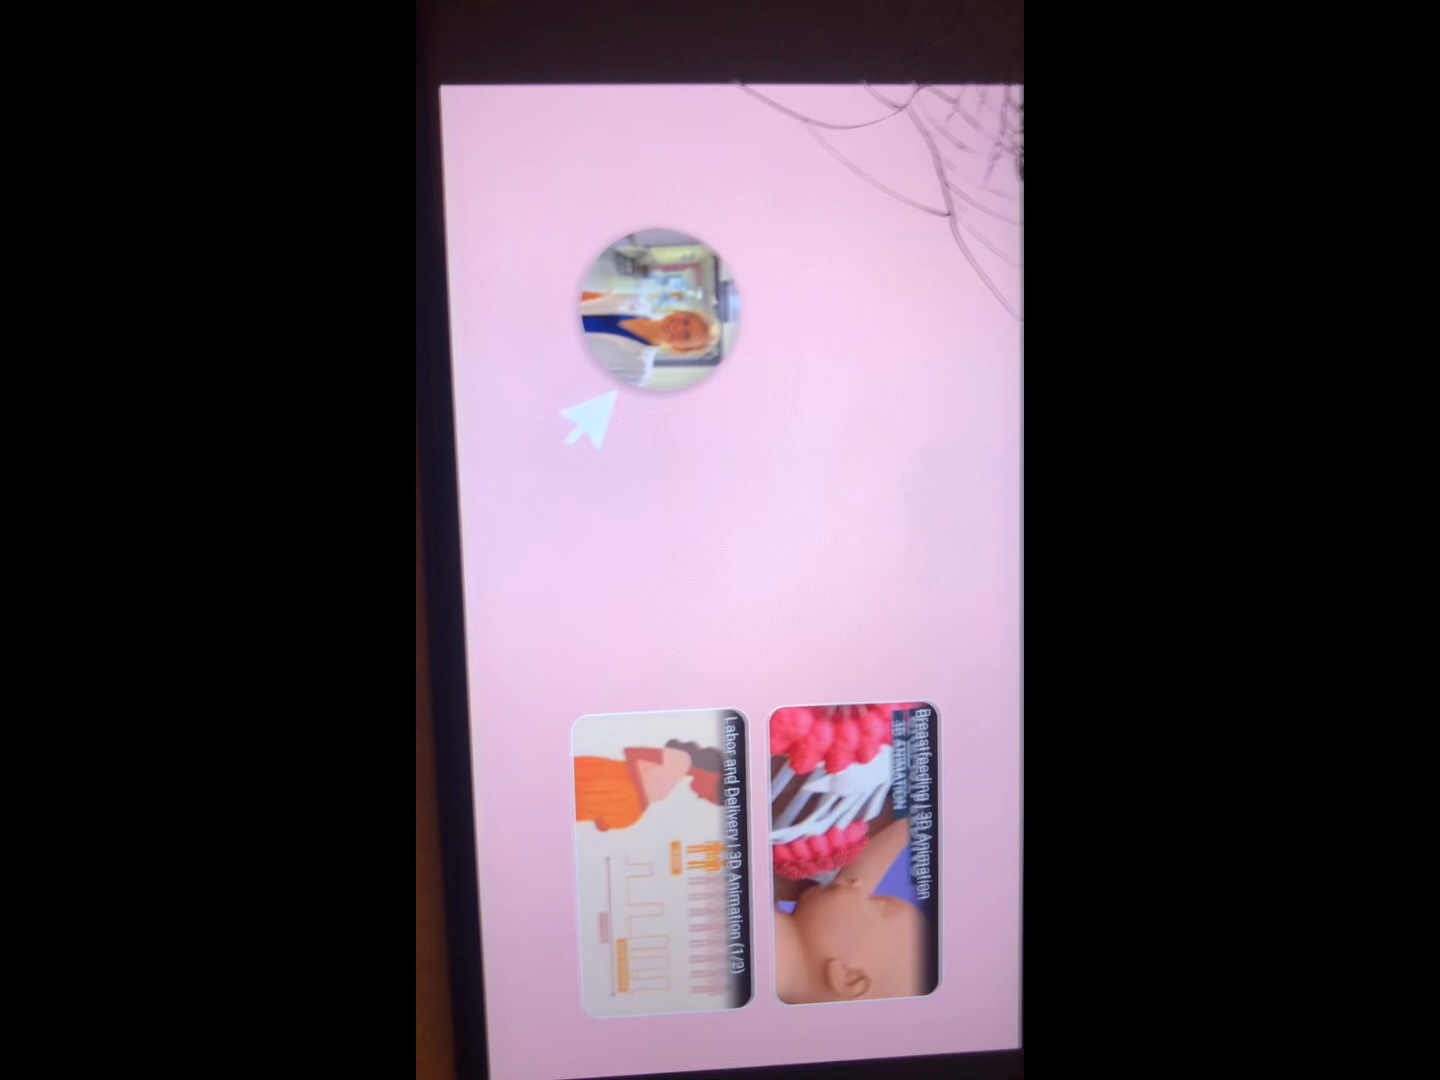 Breastfeeding | 3D Animation
3D ANIMATION
Labor and Delivery | 3D Animation (1/2)